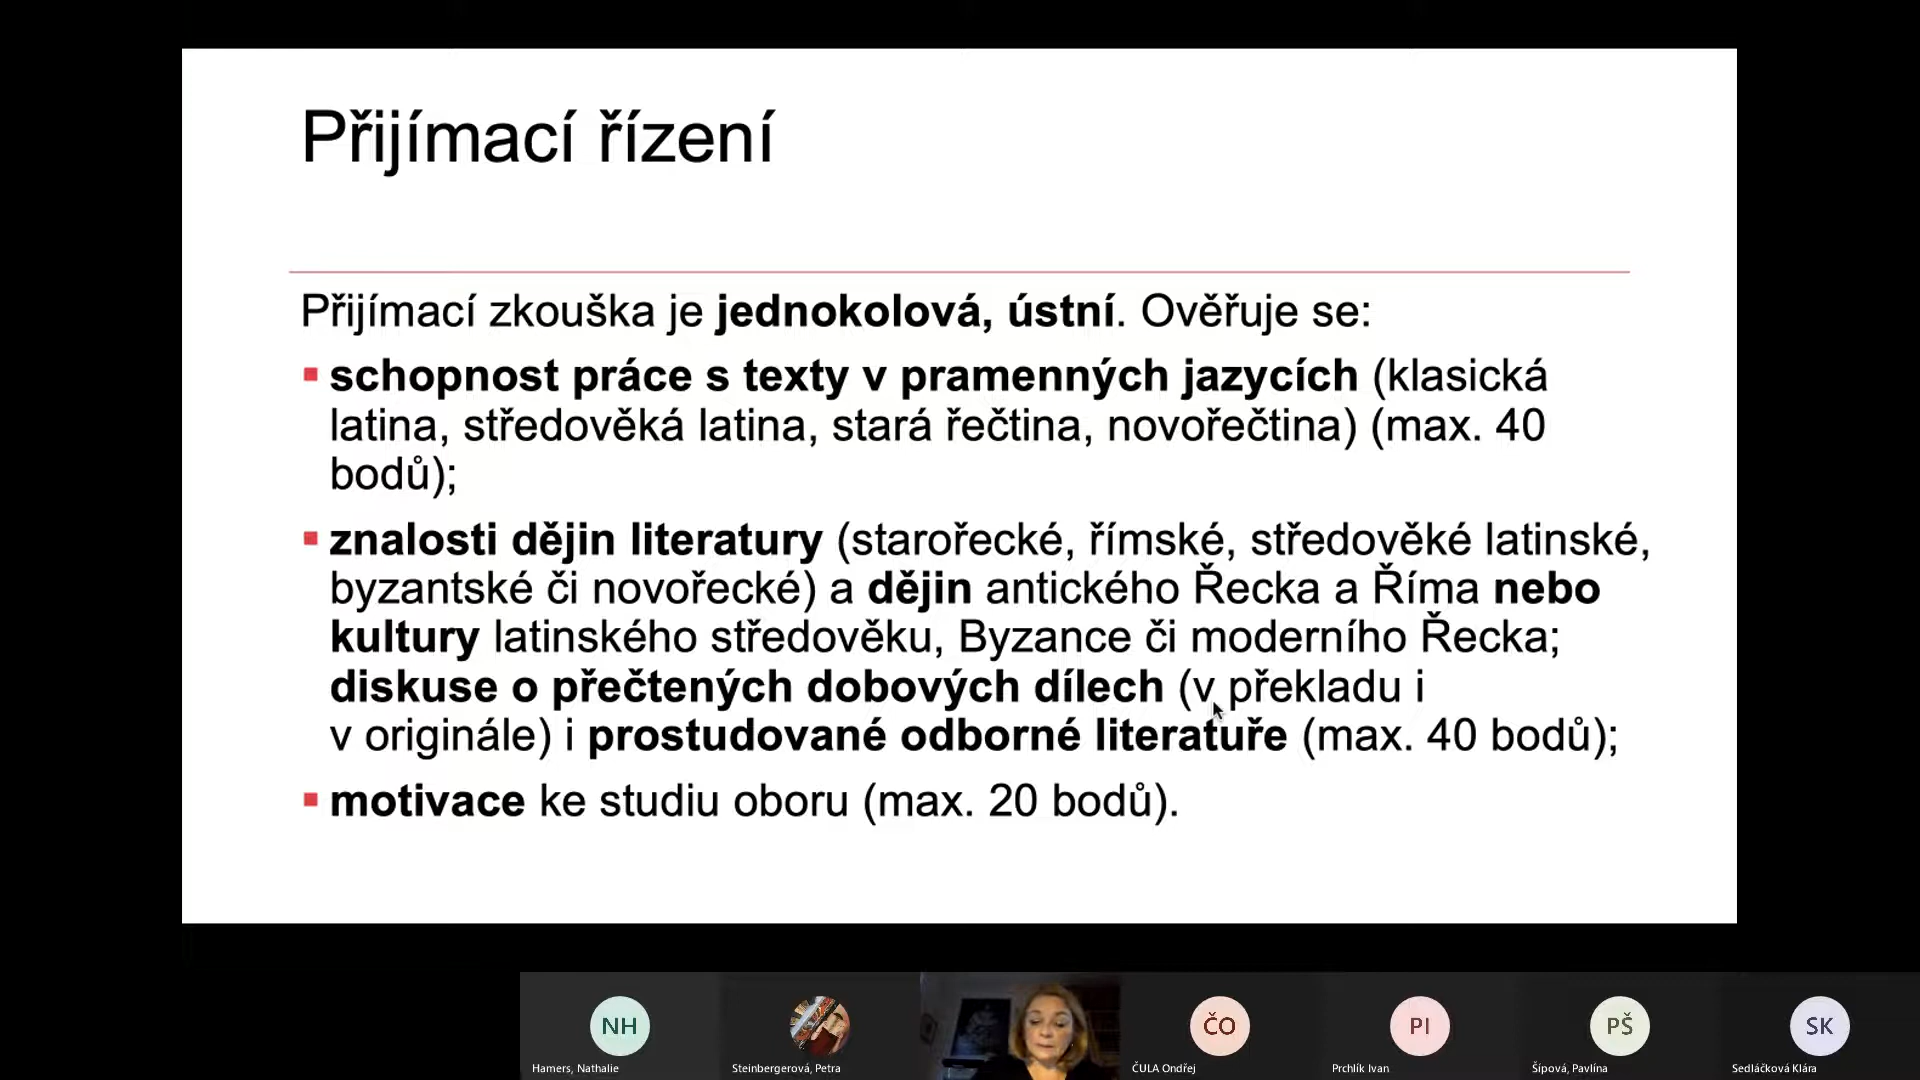 Přijímací řízení
Přijímací zkouška je jednokolová, ústní. Ověřuje se:
schopnost práce s texty v pramenných jazycích (klasická
latina, středověká latina, stará řečtina, novořečtina) (max. 40
bodů);
znalosti dějin literatury (starořecké, římské, středověké latinské,
byzantské či novořecké) a dějin antického Řecka a Říma nebo
kultury latinského středověku, Byzance či moderního Řecka;
diskuse o přečtených dobových dílech (v překladu i
v originále) i prostudované odborné literatuře (max. 40 bodů);
motivace ke studiu oboru (max. 20 bodů).
NH
ČO
PI
PŠ
SK
Hamers, Nathalie
Steinbergerová, Petra
ČULA Ondřej
Prchlík Ivan
Šípová, Pavlína
Sedláčková Klára